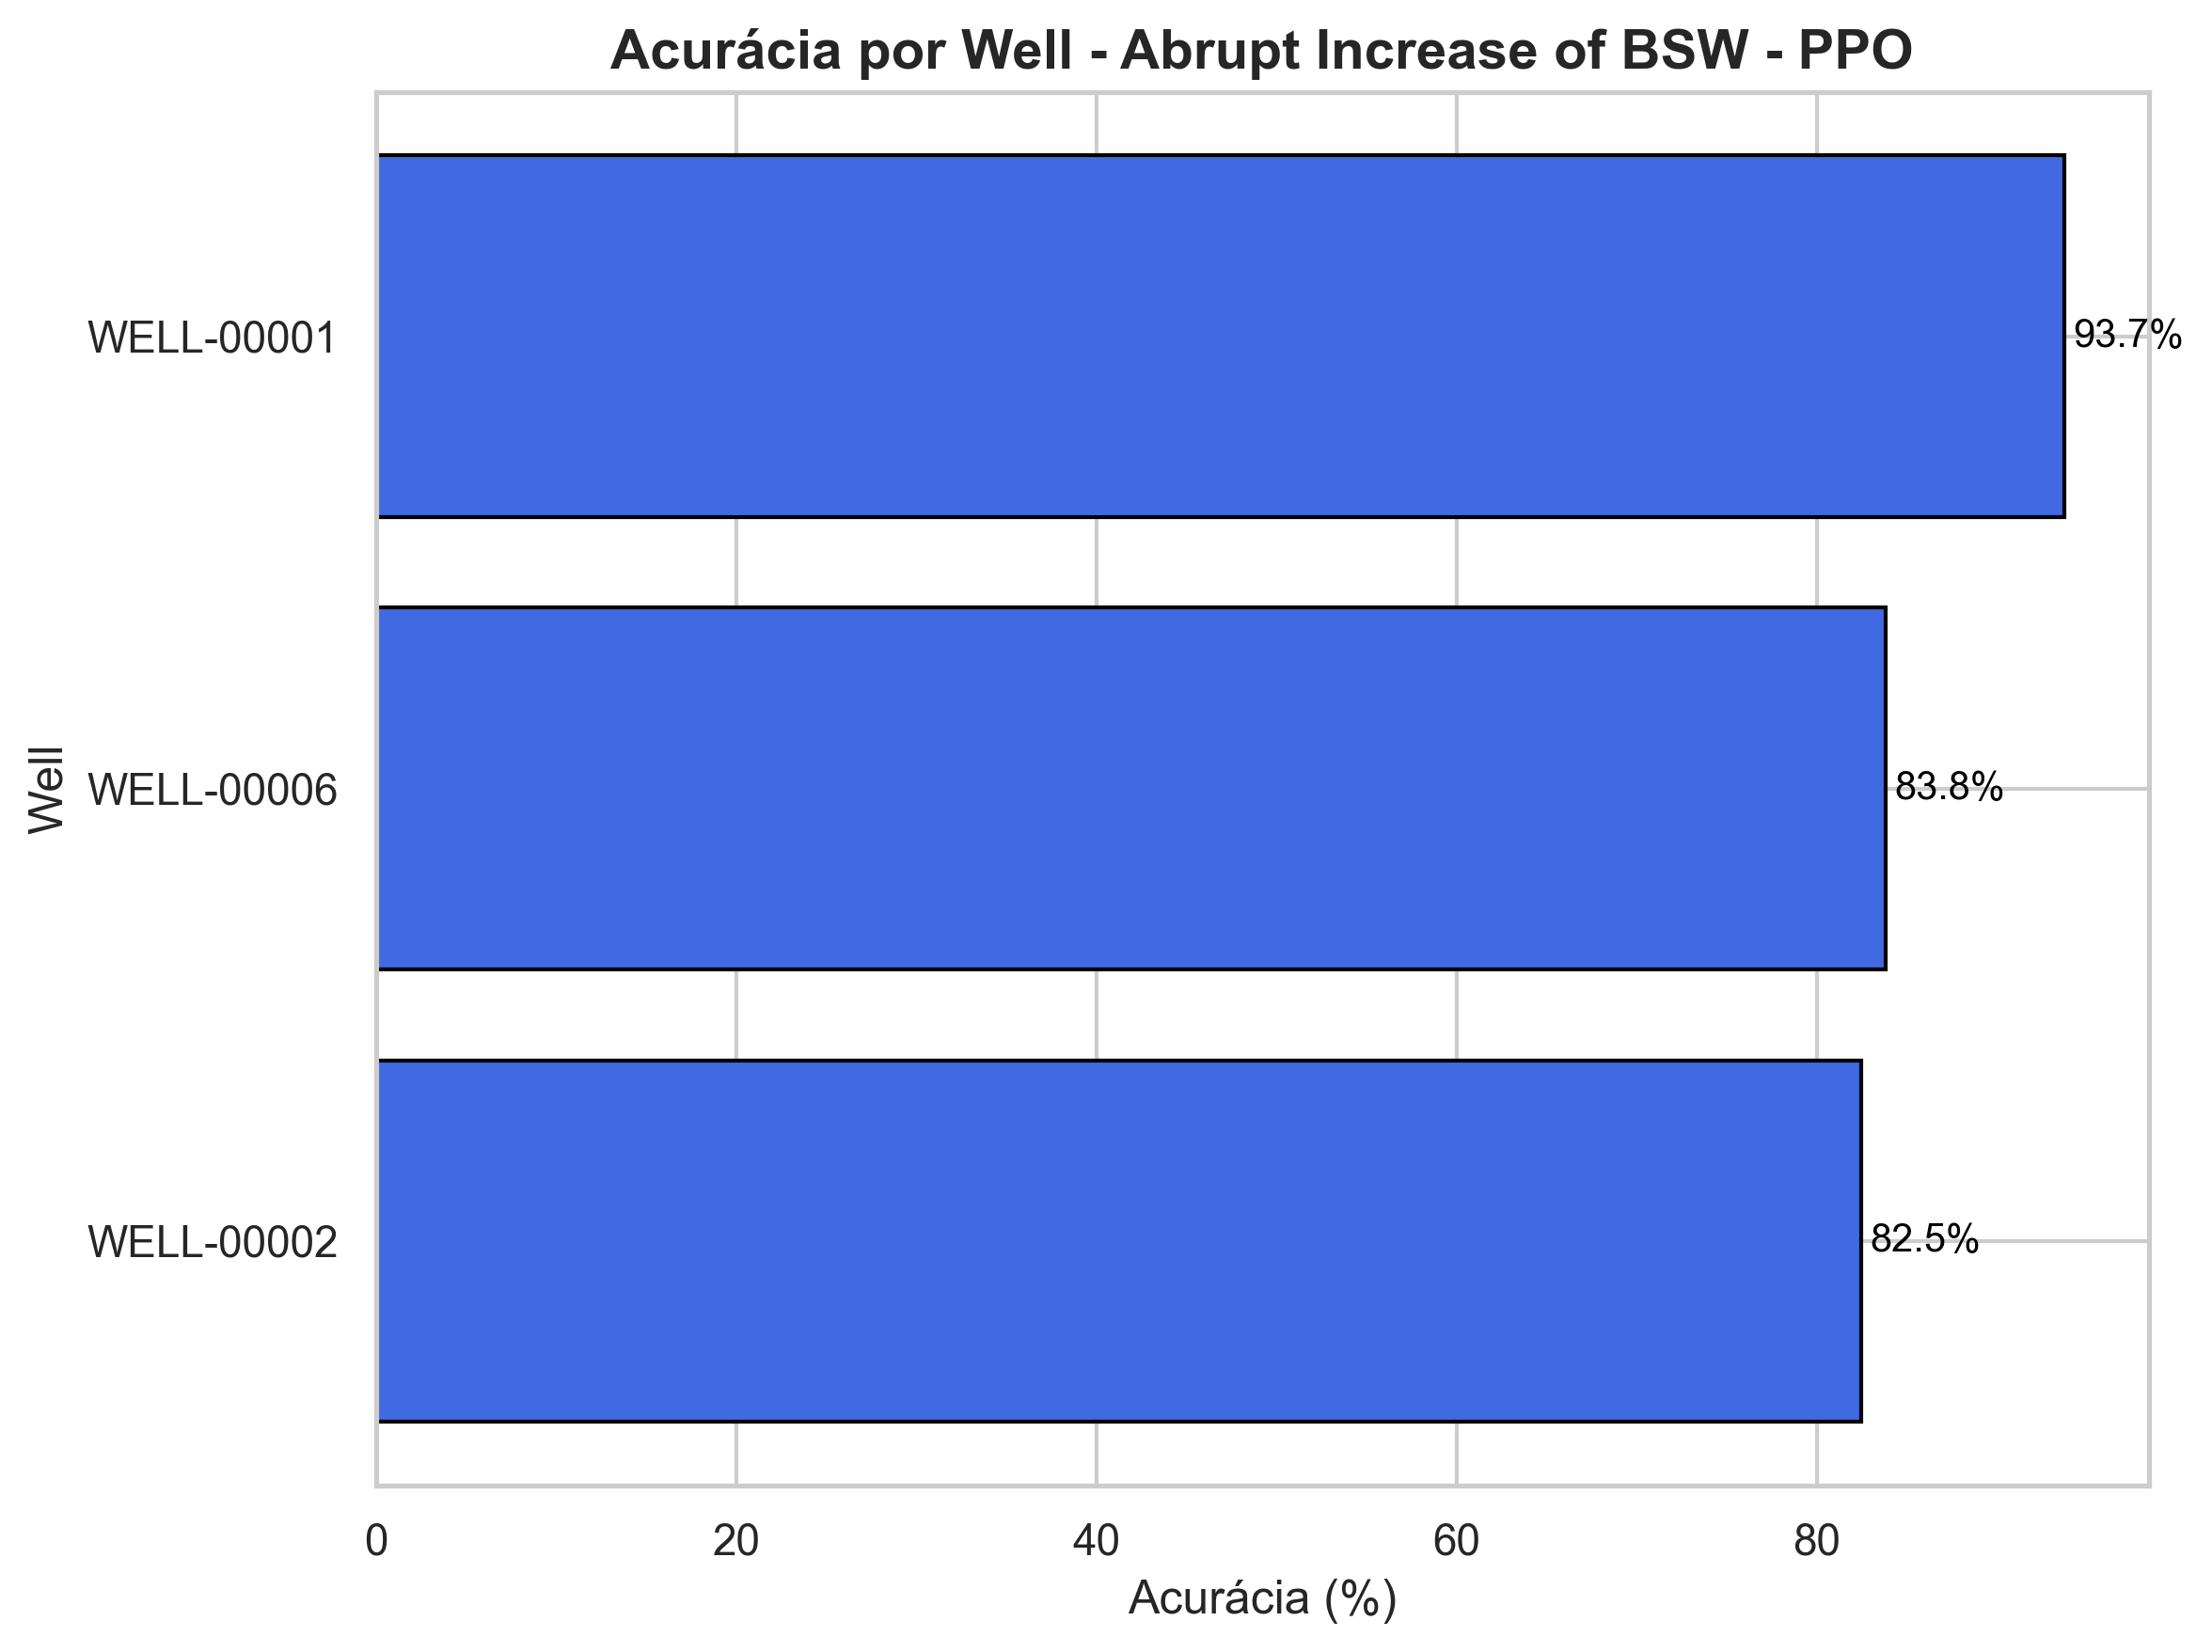 Acurácia por Well - Abrupt Increase of BSW - PPO
WELL-00001
93.7%
WELL-00006
83.8%
WELL-00002
82.5%
Well
0 20 40 60 80
Acurácia (%)